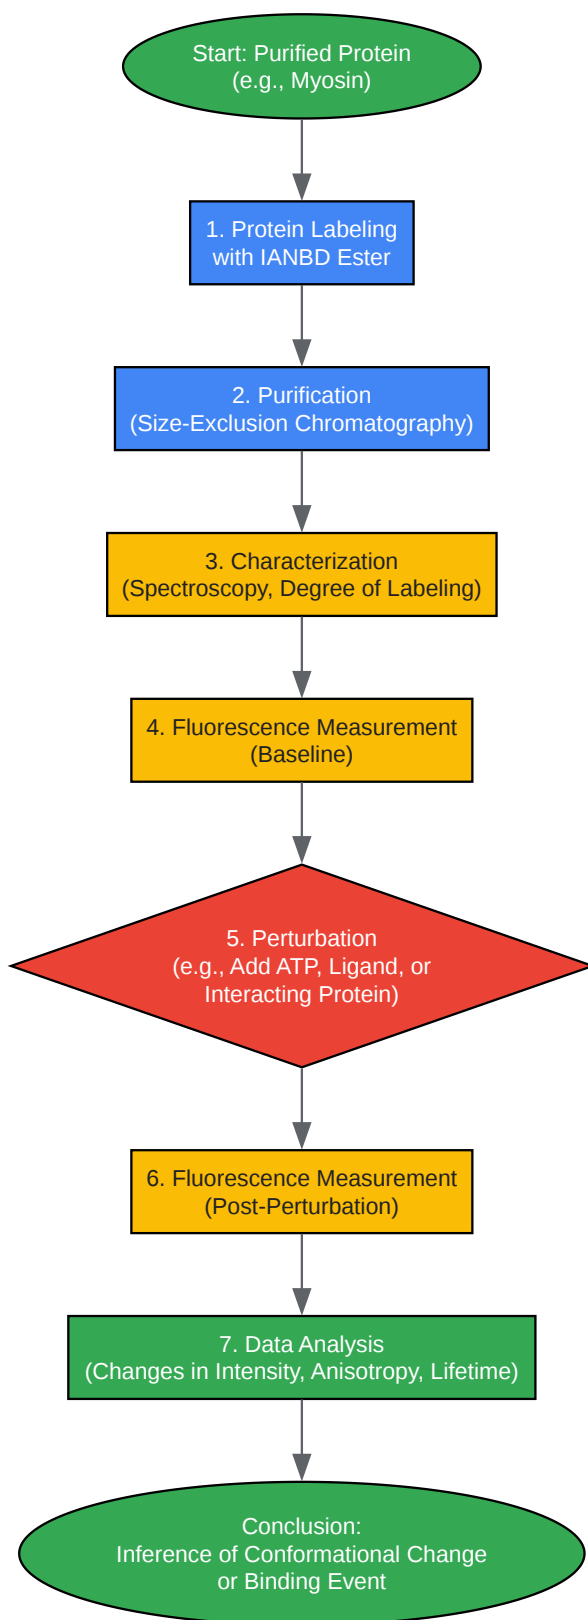 Start: Purified Protein
(e.g., Myosin)
1. Protein Labeling
with IANBD Ester
2. Purification
(Size-Exclusion Chromatography)
3. Characterization
(Spectroscopy, Degree of Labeling)
4. Fluorescence Measurement
(Baseline)
5. Perturbation
(e.g., Add ATP, Ligand, or
Interacting Protein)
6. Fluorescence Measurement
(Post-Perturbation)
7. Data Analysis
(Changes in Intensity, Anisotropy, Lifetime)
Conclusion:
Inference of Conformational Change
or Binding Event